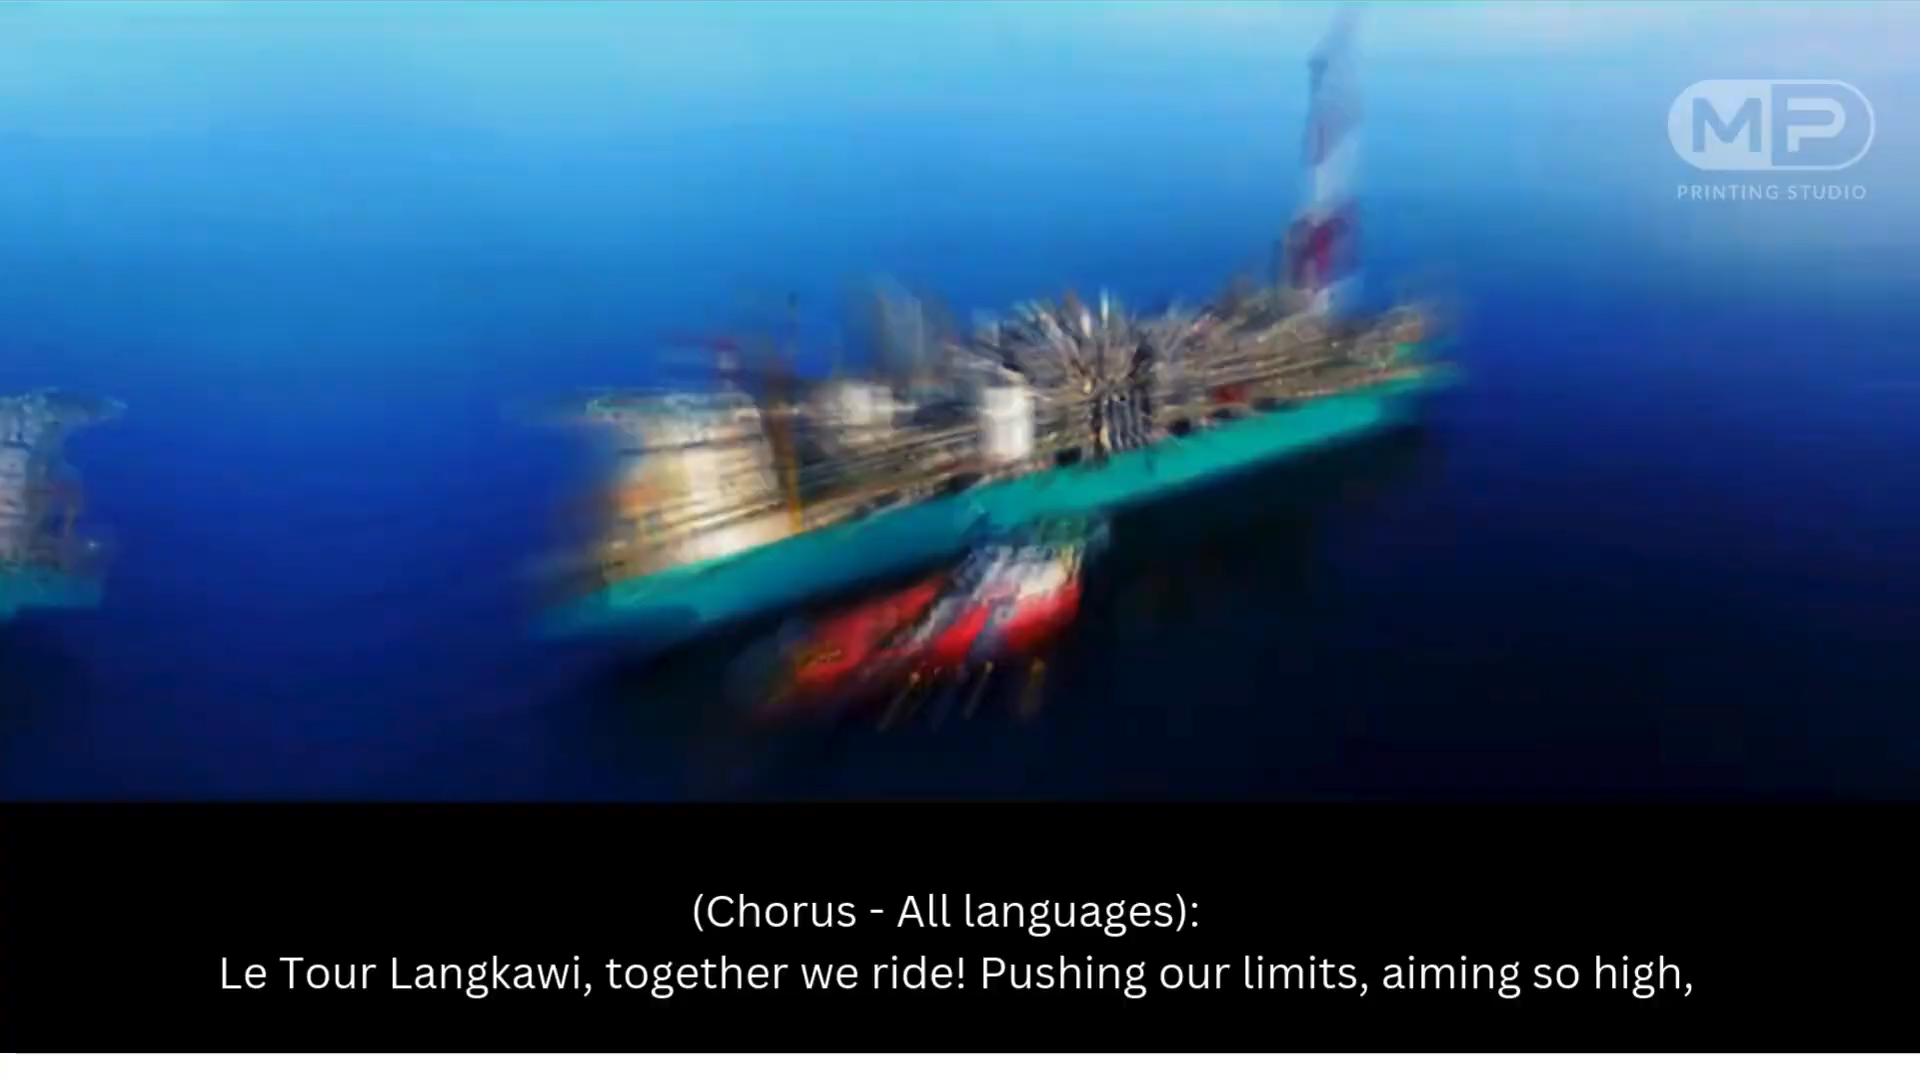 MP
PRINTING STUDIO
(Chorus - All languages):
Le Tour Langkawi, together we ride! Pushing our limits, aiming so high,